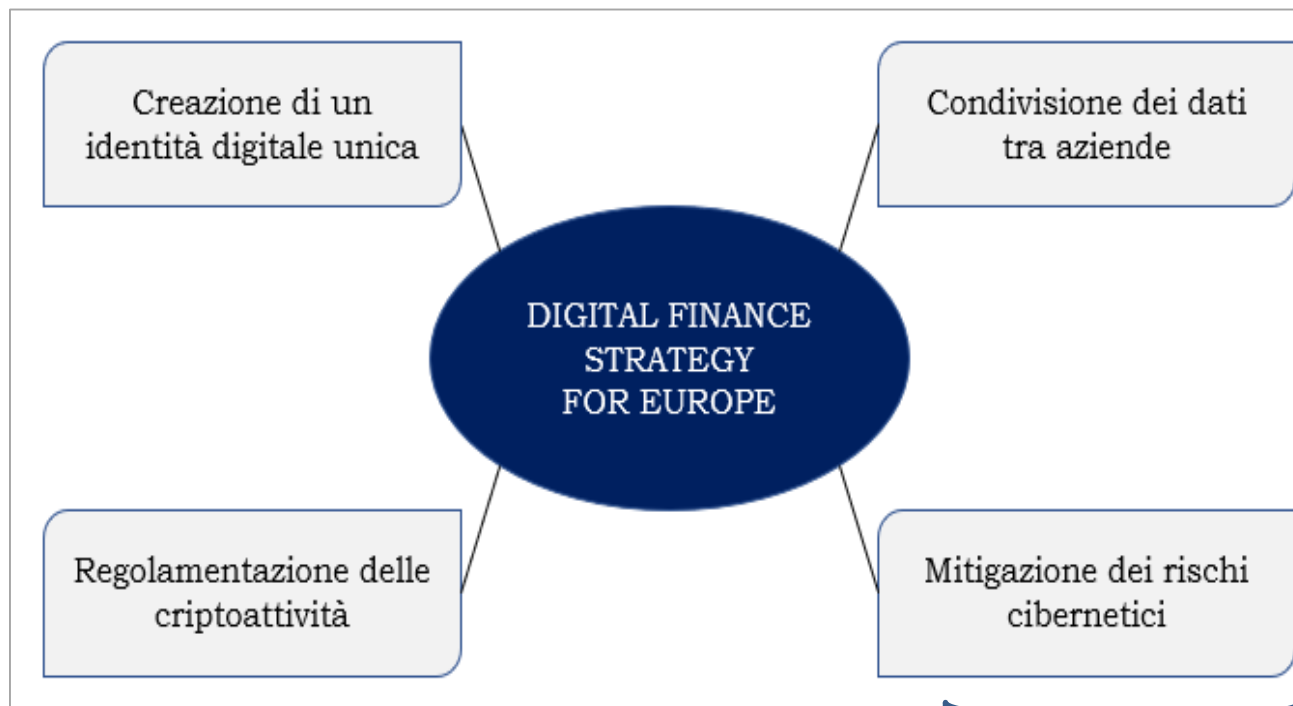 Creazione di un
identità digitale unica
Condivisione dei dati
tra aziende
DIGITAL FINANCE
STRATEGY
FOR EUROPE
Regolamentazione delle
criptoattività
Mitigazione dei rischi
cibernetici